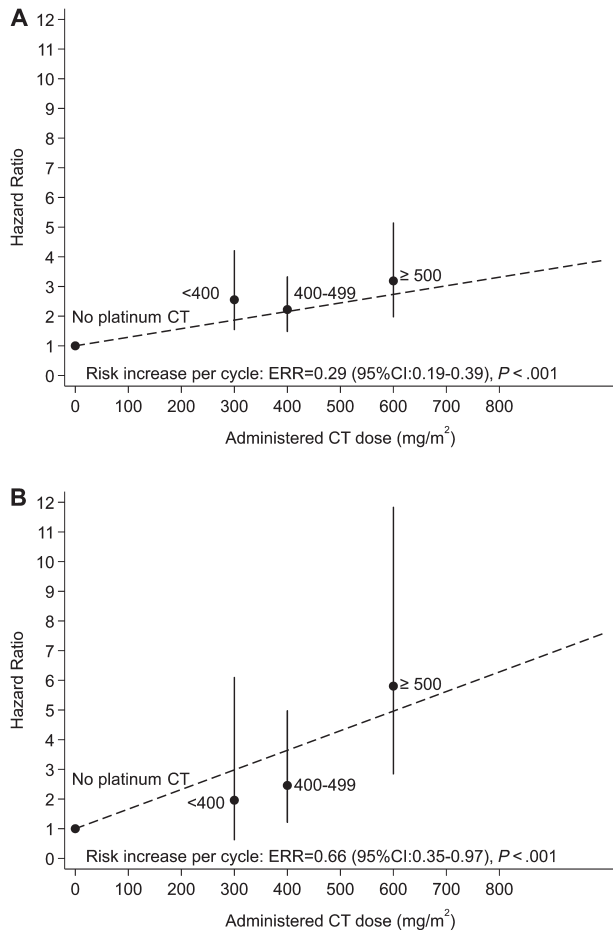 A
12
11
10
9
8
7
6
5
4
3
2
1
0
Hazard Ratio
<400
400-499
≥ 500
No platinum CT
Risk increase per cycle: ERR=0.29 (95%CI:0.19-0.39), P < .001
0 100 200 300 400 500 600 700 800
Administered CT dose (mg/m²)
B
12
11
10
9
8
7
6
5
4
3
2
1
0
Hazard Ratio
≥ 500
No platinum CT
400-499
<400
Risk increase per cycle: ERR=0.66 (95%CI:0.35-0.97), P < .001
0 100 200 300 400 500 600 700 800
Administered CT dose (mg/m²)